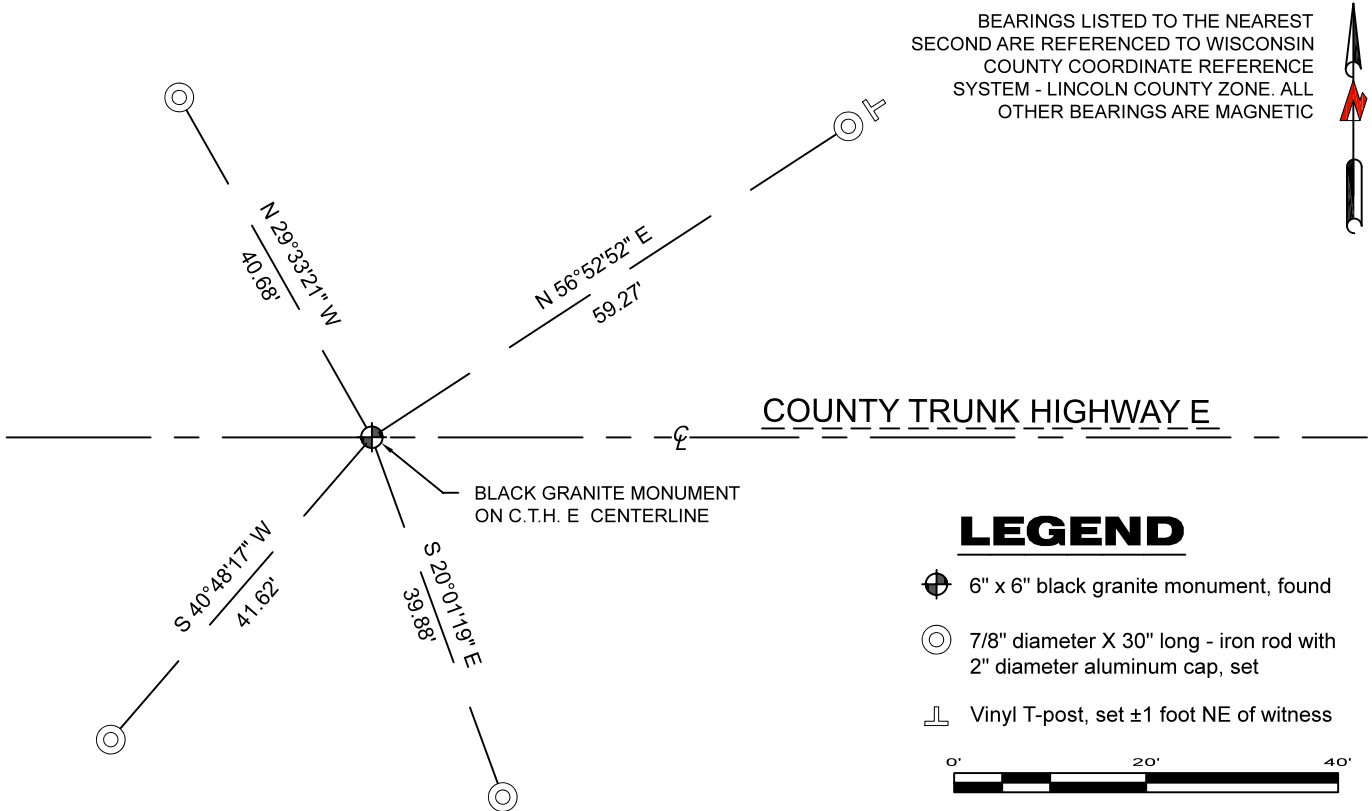 BEARINGS LISTED TO THE NEAREST
SECOND ARE REFERENCED TO WISCONSIN
COUNTY COORDINATE REFERENCE
SYSTEM - LINCOLN COUNTY ZONE. ALL
OTHER BEARINGS ARE MAGNETIC
N
N 29°33'21" W
40.68'
N 56°52'52" E
59.27'
COUNTY TRUNK HIGHWAY E
℄
BLACK GRANITE MONUMENT
ON C.T.H. E CENTERLINE
S 40°48'17" W
41.62'
S 20°01'19" E
39.88'
LEGEND
6" x 6" black granite monument, found
7/8" diameter X 30" long - iron rod with
2" diameter aluminum cap, set
Vinyl T-post, set ±1 foot NE of witness
0' 20' 40'